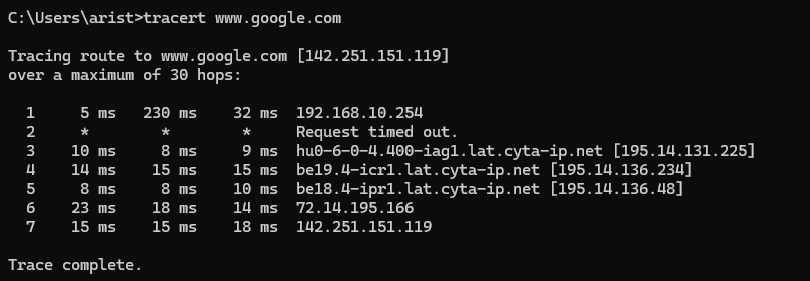 C:\Users\arist>tracert www.google.com
Tracing route to www.google.com [142.251.151.119]
over a maximum of 30 hops:
1 5 ms 230 ms 32 ms 192.168.10.254
2 * * * Request timed out.
3 10 ms 8 ms 9 ms hu0-6-0-4.400-iag1.lat.cyta-ip.net [195.14.131.225]
4 14 ms 15 ms 15 ms be19.4-icr1.lat.cyta-ip.net [195.14.136.234]
5 8 ms 8 ms 10 ms be18.4-ipr1.lat.cyta-ip.net [195.14.136.48]
6 23 ms 18 ms 14 ms 72.14.195.166
7 15 ms 15 ms 18 ms 142.251.151.119
Trace complete.